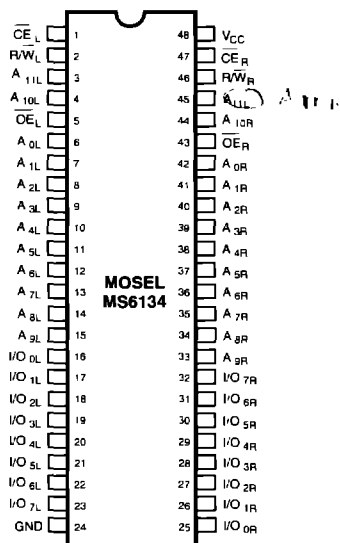 CE L 1
R/W L 2
A 11L 3
A 10L 4
OE L 5
A 0L 6
A 1L 7
A 2L 8
A 3L 9
A 4L 10
A 5L 11
A 6L 12
A 7L 13
A 8L 14
A 9L 15
I/O 0L 16
I/O 1L 17
I/O 2L 18
I/O 3L 19
I/O 4L 20
I/O 5L 21
I/O 6L 22
I/O 7L 23
GND 24
MOSEL
MS6134
48 VCC
47 CE R
46 R/W R
45 A 11L
44 A 10R
43 OE R
42 A 0R
41 A 1R
40 A 2R
39 A 3R
38 A 4R
37 A 5R
36 A 6R
35 A 7R
34 A 8R
33 A 9R
32 I/O 7R
31 I/O 6R
30 I/O 5R
29 I/O 4R
28 I/O 3R
27 I/O 2R
26 I/O 1R
25 I/O 0R